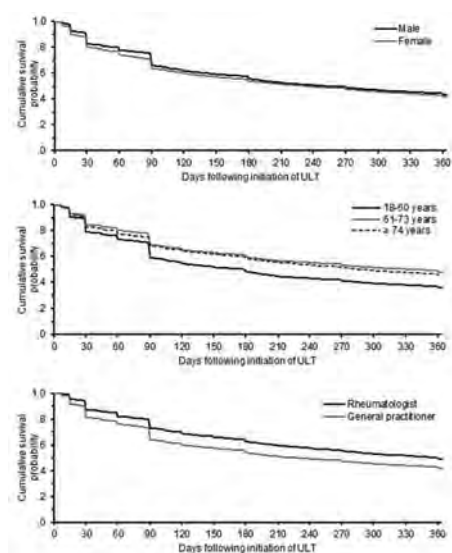 Cumulative survival
probability
1.0
.8
.6
.4
.2
0
Male
Female
0 30 60 90 120 150 180 210 240 270 300 330 360
Days following initiation of ULT
Cumulative survival
probability
1.0
.8
.6
.4
.2
0
18-60 years
61-73 years
≥ 74 years
0 30 60 90 120 150 180 210 240 270 300 330 360
Days following initiation of ULT
Cumulative survival
probability
1.0
.8
.6
.4
.2
0
Rheumatologist
General practitioner
0 30 60 90 120 150 180 210 240 270 300 330 360
Days following initiation of ULT